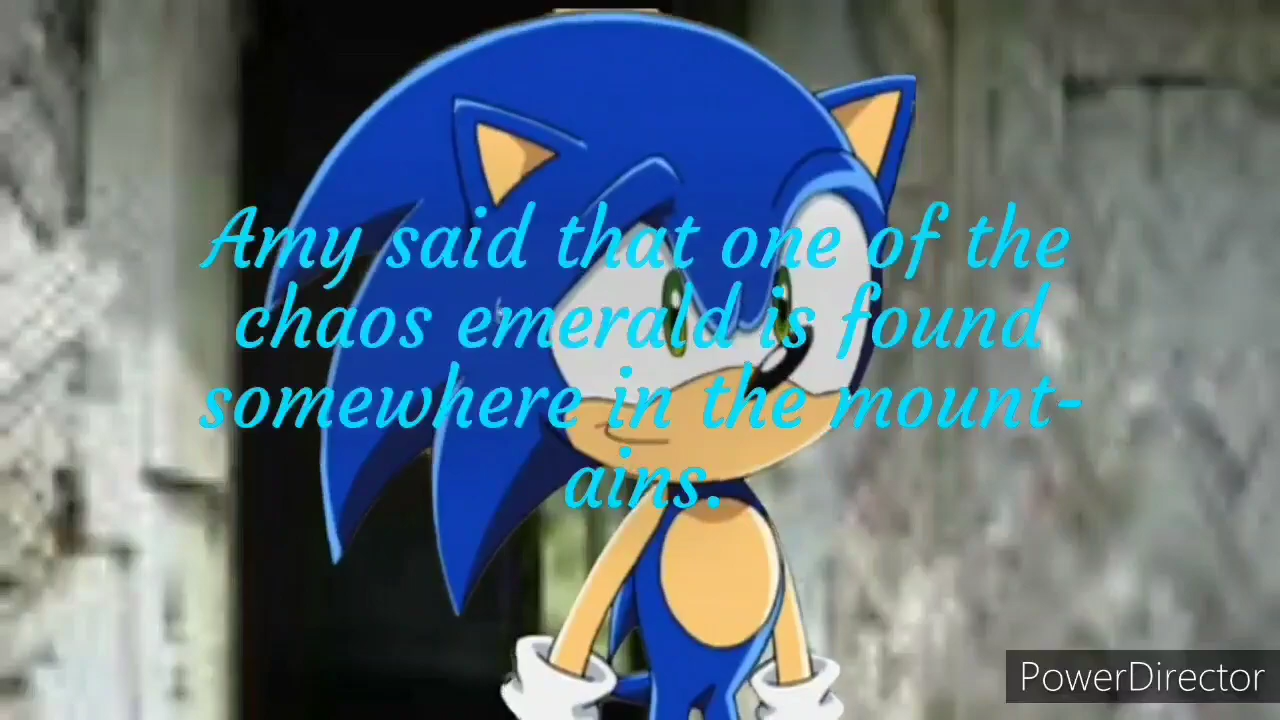 Amy said that one of the
chaos emerald is found
somewhere in the mount-
ains.
PowerDirector